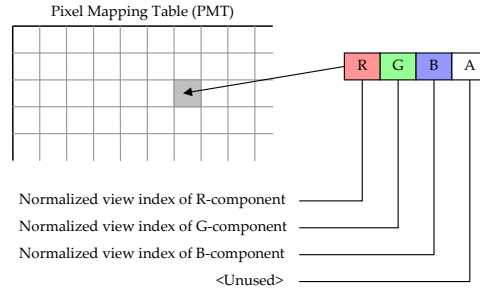 Pixel Mapping Table (PMT)
R G B A
Normalized view index of R-component
Normalized view index of G-component
Normalized view index of B-component
<Unused>